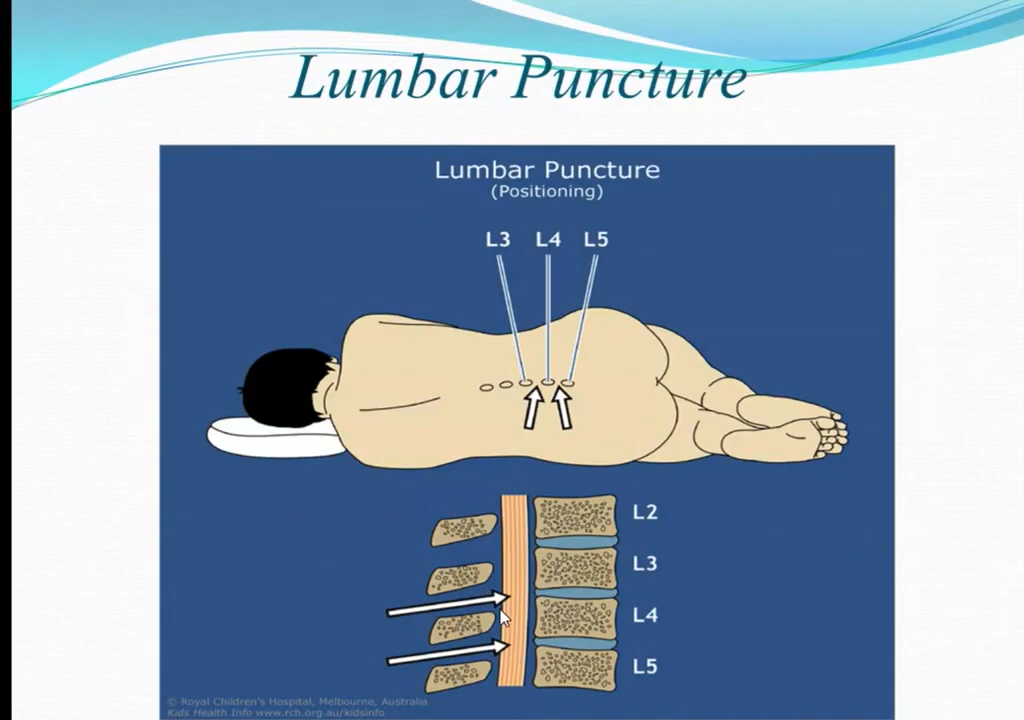 Lumbar Puncture
Lumbar Puncture
(Positioning)
L3 L4 L5
L2
L3
L4
L5
© Royal Children's Hospital, Melbourne, Australia
Kids Health Info www.rch.org.au/kidsinfo